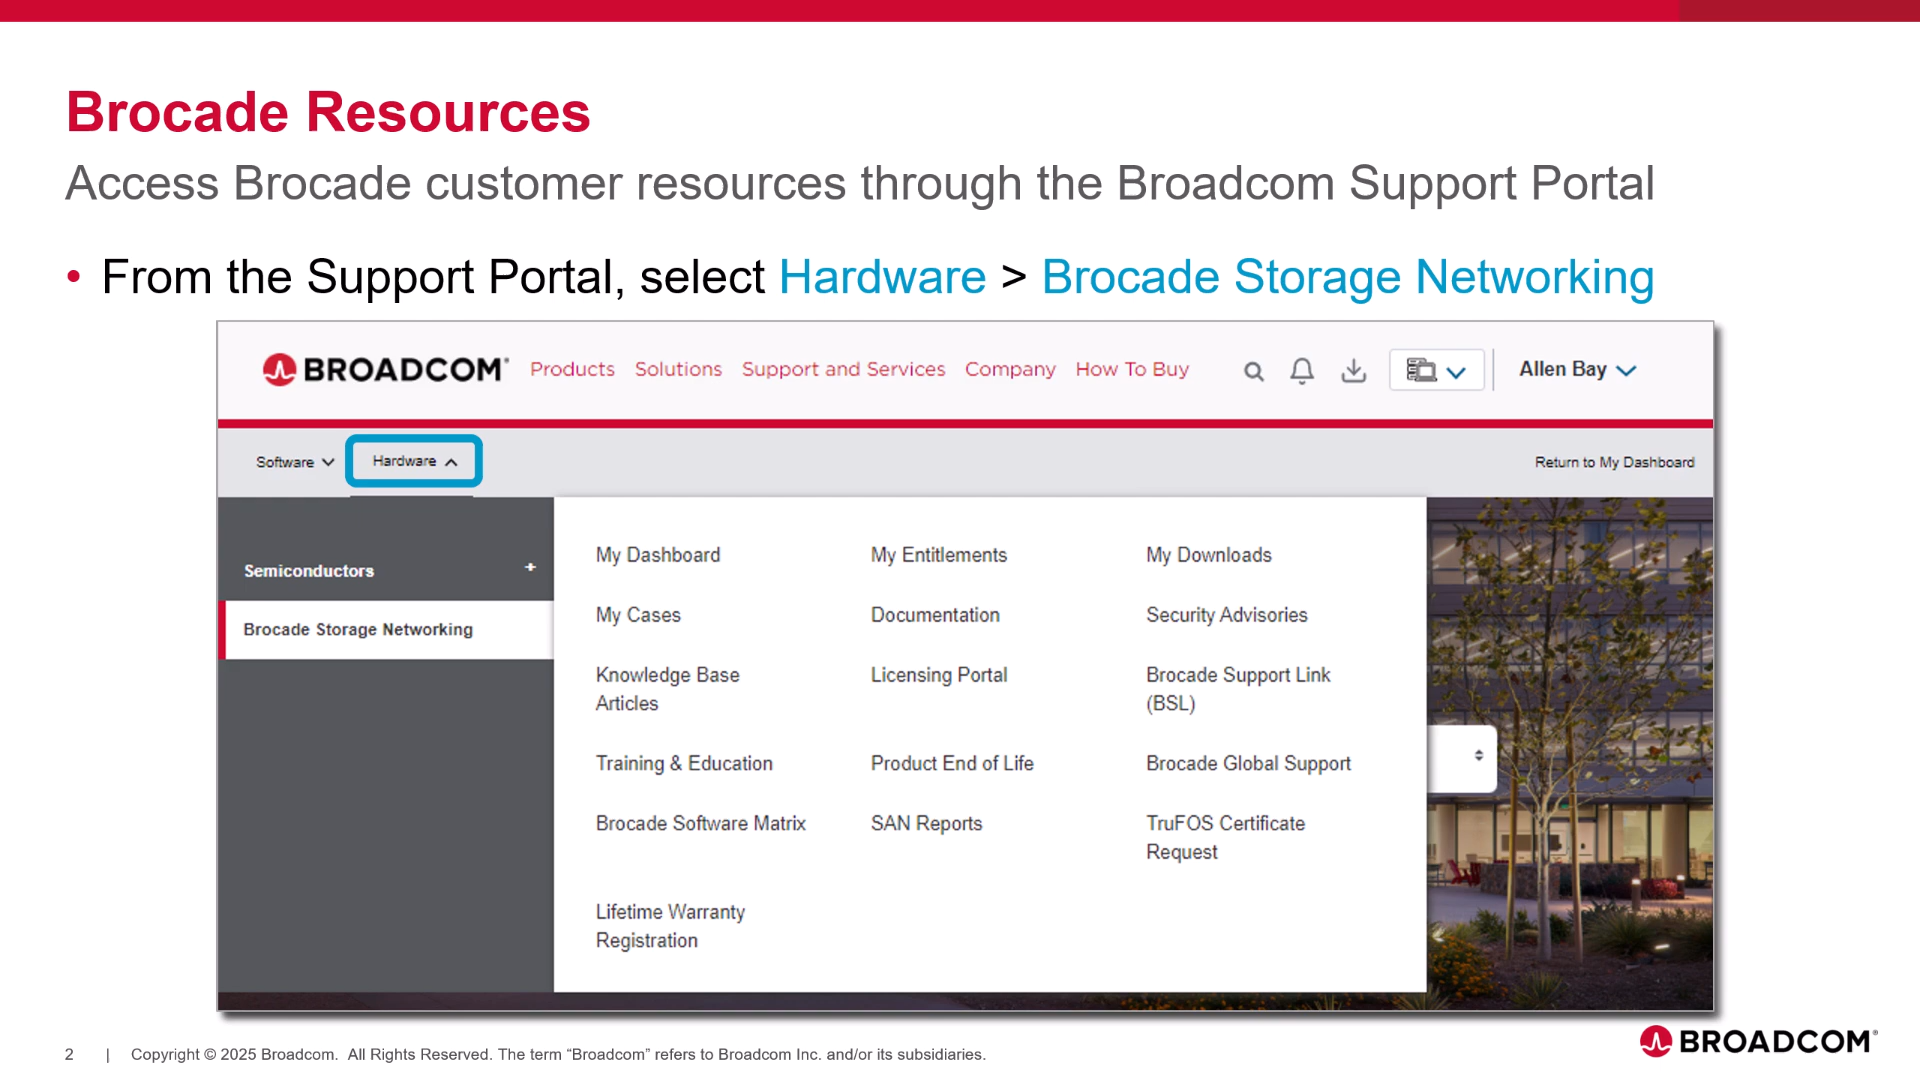 Brocade Resources
Access Brocade customer resources through the Broadcom Support Portal
• From the Support Portal, select Hardware > Brocade Storage Networking
BROADCOM® Products Solutions Support and Services Company How To Buy Allen Bay
Software Hardware Return to My Dashboard
Semiconductors +
Brocade Storage Networking
My Dashboard My Entitlements My Downloads
My Cases Documentation Security Advisories
Knowledge Base Licensing Portal Brocade Support Link
Articles (BSL)
Training & Education Product End of Life Brocade Global Support
Brocade Software Matrix SAN Reports TruFOS Certificate
Request
Lifetime Warranty
Registration
2 | Copyright © 2025 Broadcom. All Rights Reserved. The term “Broadcom” refers to Broadcom Inc. and/or its subsidiaries.
BROADCOM®